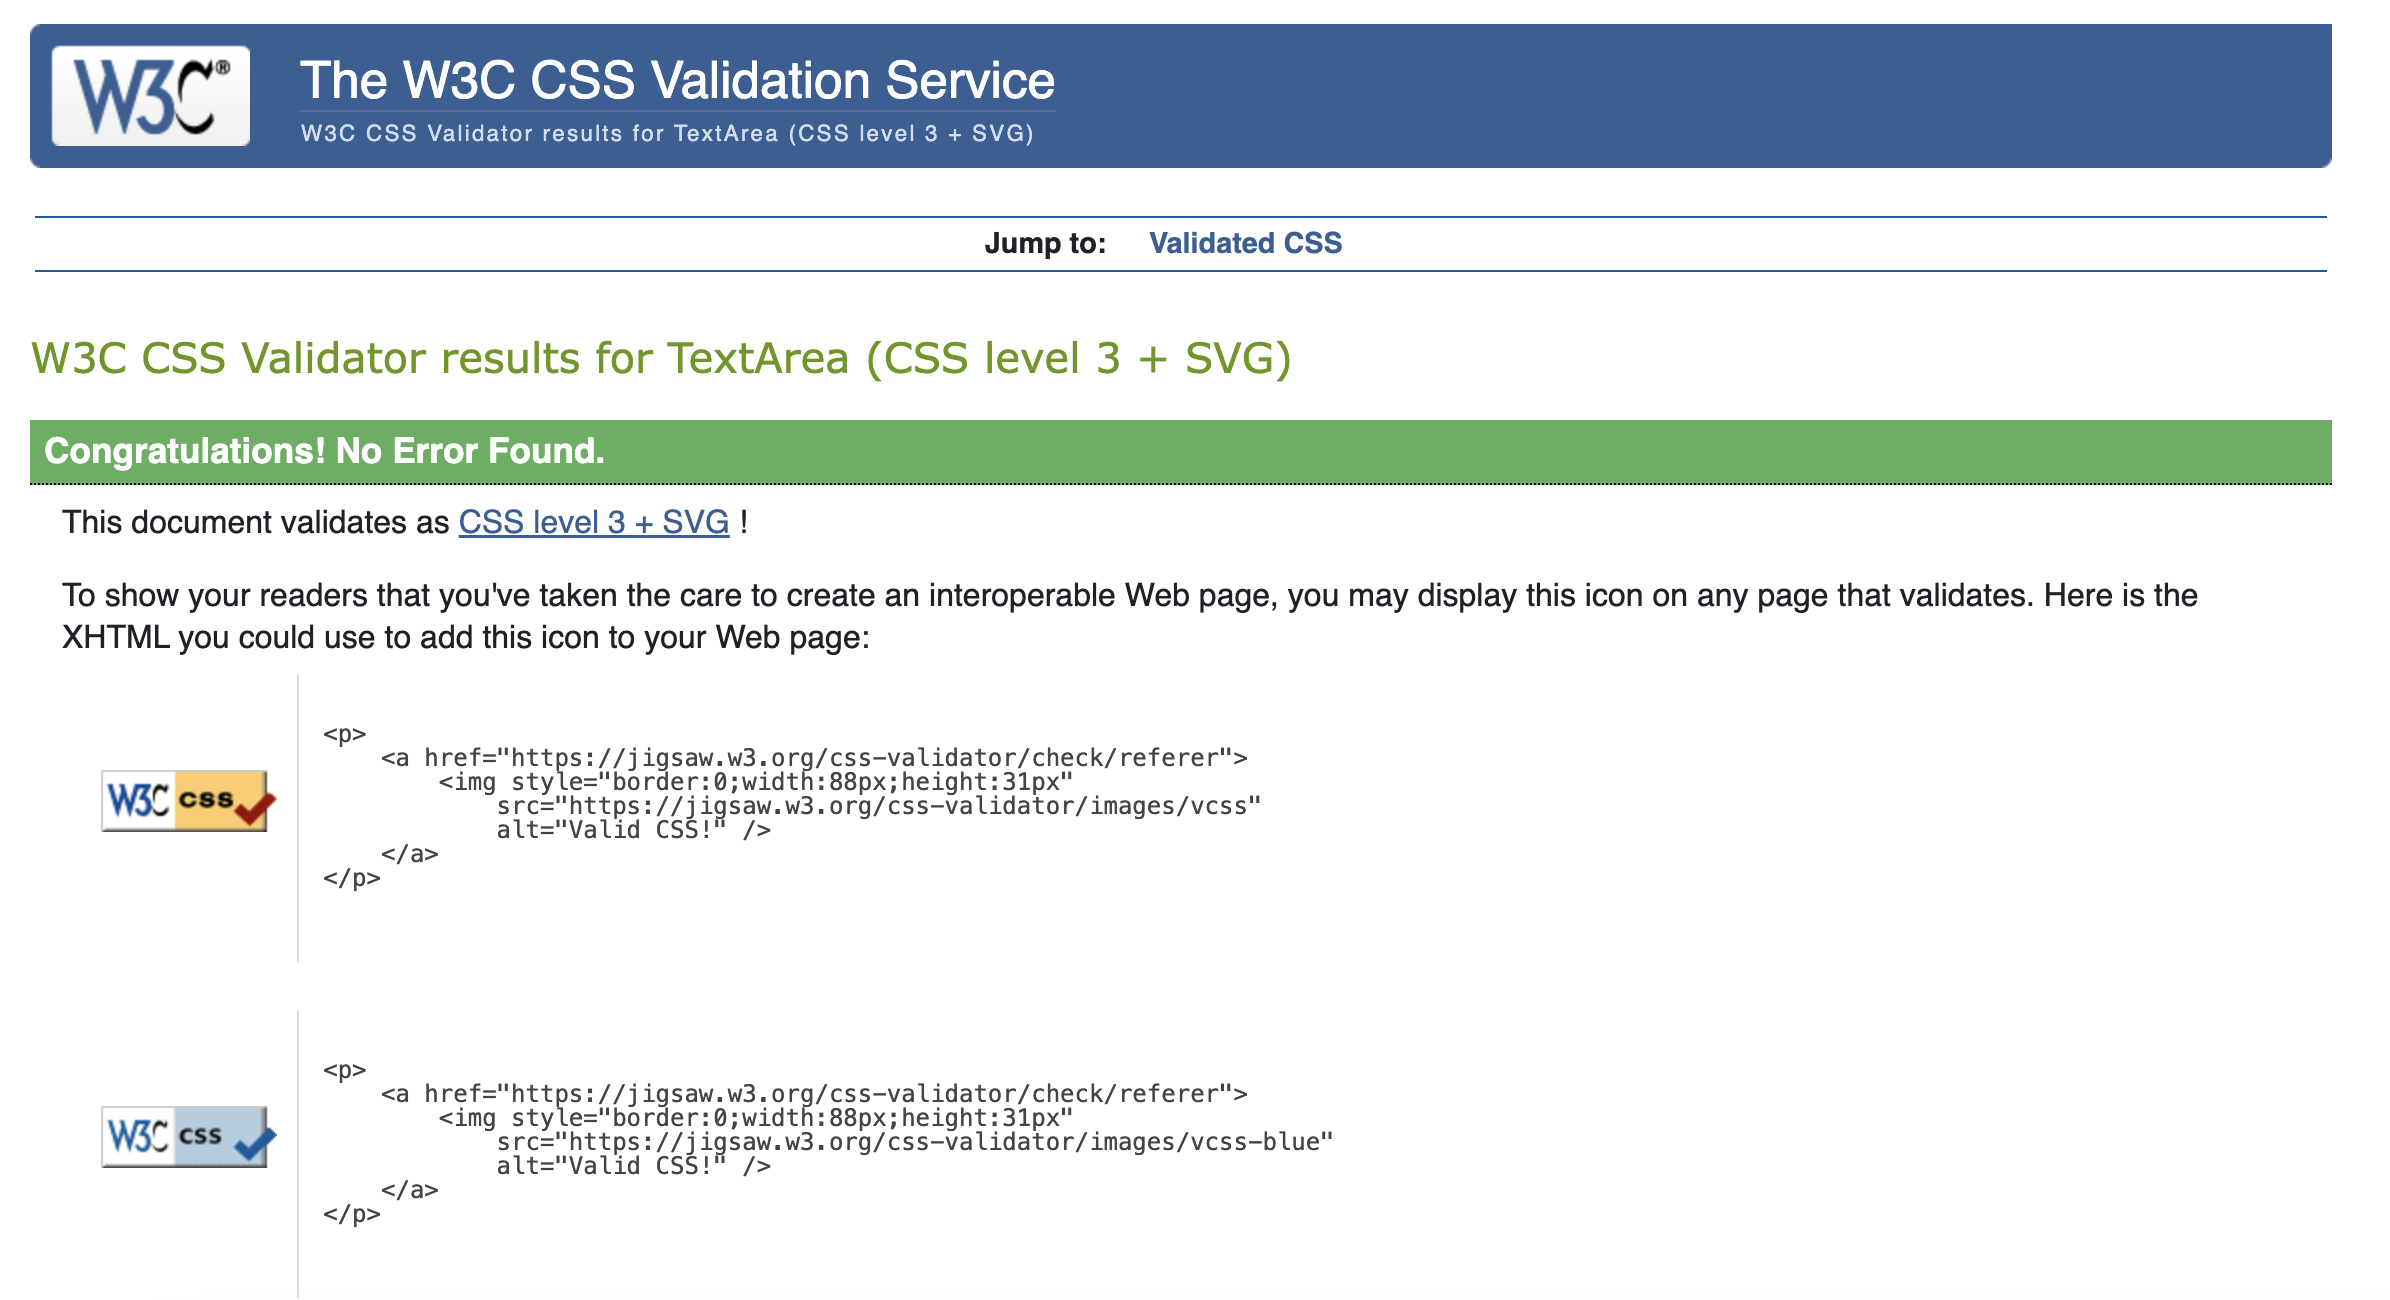 W3C®
The W3C CSS Validation Service
W3C CSS Validator results for TextArea (CSS level 3 + SVG)
Jump to: Validated CSS
W3C CSS Validator results for TextArea (CSS level 3 + SVG)
Congratulations! No Error Found.
This document validates as CSS level 3 + SVG !
To show your readers that you've taken the care to create an interoperable Web page, you may display this icon on any page that validates. Here is the
XHTML you could use to add this icon to your Web page:
W3C css
<p>
    <a href="https://jigsaw.w3.org/css-validator/check/referer">
        <img style="border:0;width:88px;height:31px"
            src="https://jigsaw.w3.org/css-validator/images/vcss"
            alt="Valid CSS!" />
    </a>
</p>
W3C css
<p>
    <a href="https://jigsaw.w3.org/css-validator/check/referer">
        <img style="border:0;width:88px;height:31px"
            src="https://jigsaw.w3.org/css-validator/images/vcss-blue"
            alt="Valid CSS!" />
    </a>
</p>